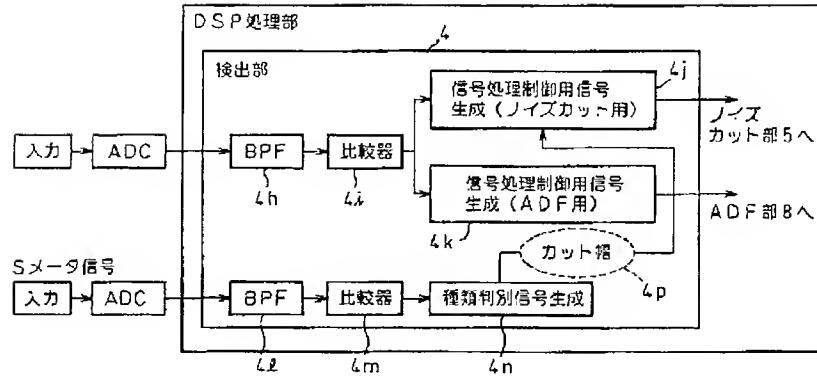 DSP処理部
4
検出部
4j
信号処理制御用信号
生成(ノイズカット用)
ノイズ
カット部5へ
入力
ADC
BPF
比較器
4h
4i
信号処理制御用信号
生成(ADF用)
ADF部8へ
4k
カット幅
4p
Sメータ信号
入力
ADC
BPF
比較器
種類判別信号生成
4l
4m
4n